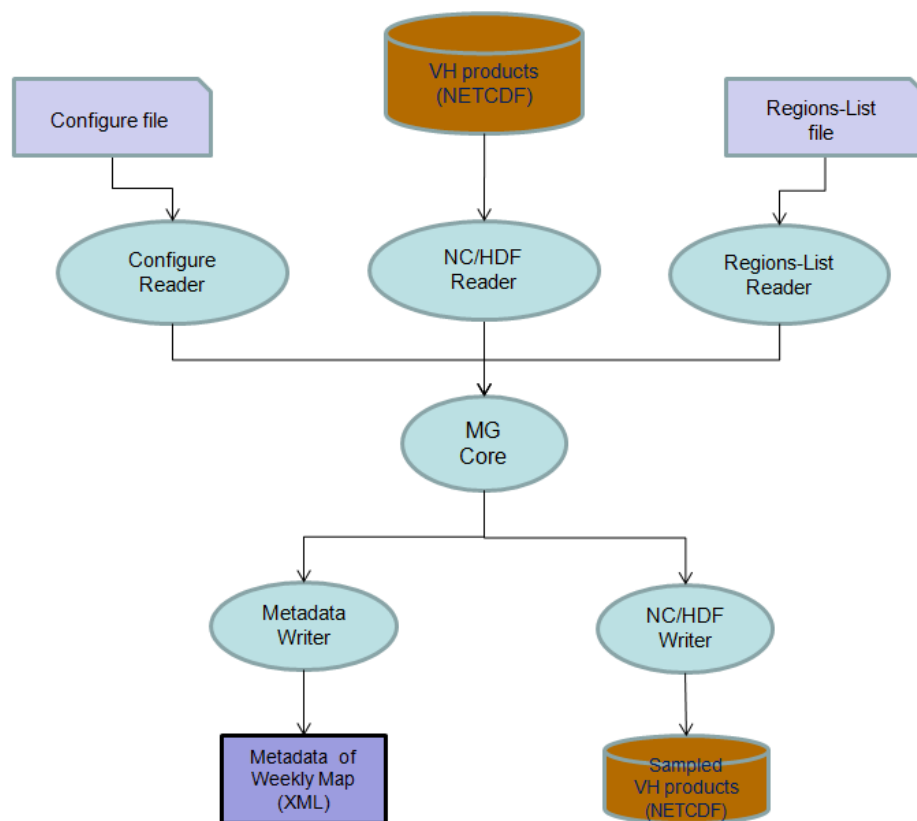 VH products
(NETCDF)
Configure file
Regions-List
file
Configure
Reader
NC/HDF
Reader
Regions-List
Reader
MG
Core
Metadata
Writer
NC/HDF
Writer
Metadata of
Weekly Map
(XML)
Sampled
VH products
(NETCDF)